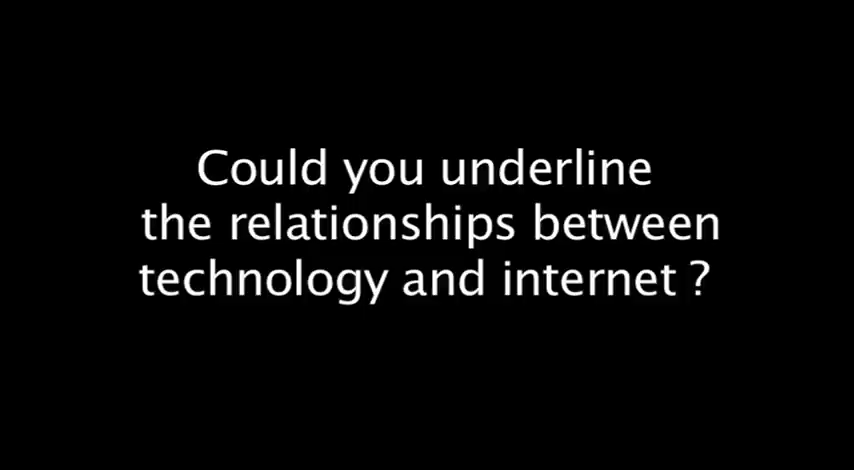 Could you underline
the relationships between
technology and internet ?